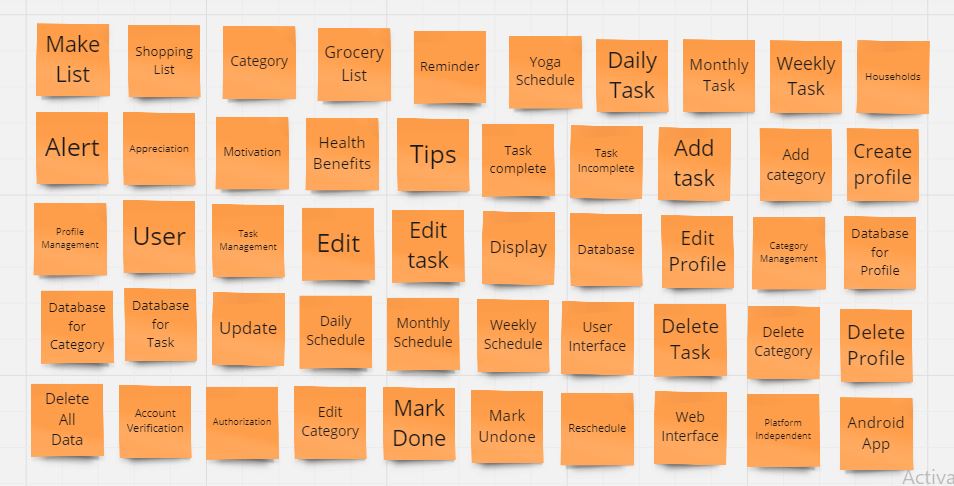 Make
List
Shopping
List
Category
Grocery
List
Reminder
Yoga
Schedule
Daily
Task
Monthly
Task
Weekly
Task
Households
Alert
Appreciation
Motivation
Health
Benefits
Tips
Task
complete
Task
Incomplete
Add
task
Add
category
Create
profile
Profile
Management
User
Task
Management
Edit
Edit
task
Display
Database
Edit
Profile
Category
Management
Database
for
Profile
Database
for
Category
Database
for
Task
Update
Daily
Schedule
Monthly
Schedule
Weekly
Schedule
User
Interface
Delete
Task
Delete
Category
Delete
Profile
Delete
All
Data
Account
Verification
Authorization
Edit
Category
Mark
Done
Mark
Undone
Reschedule
Web
Interface
Platform
Independent
Android
App
Activa